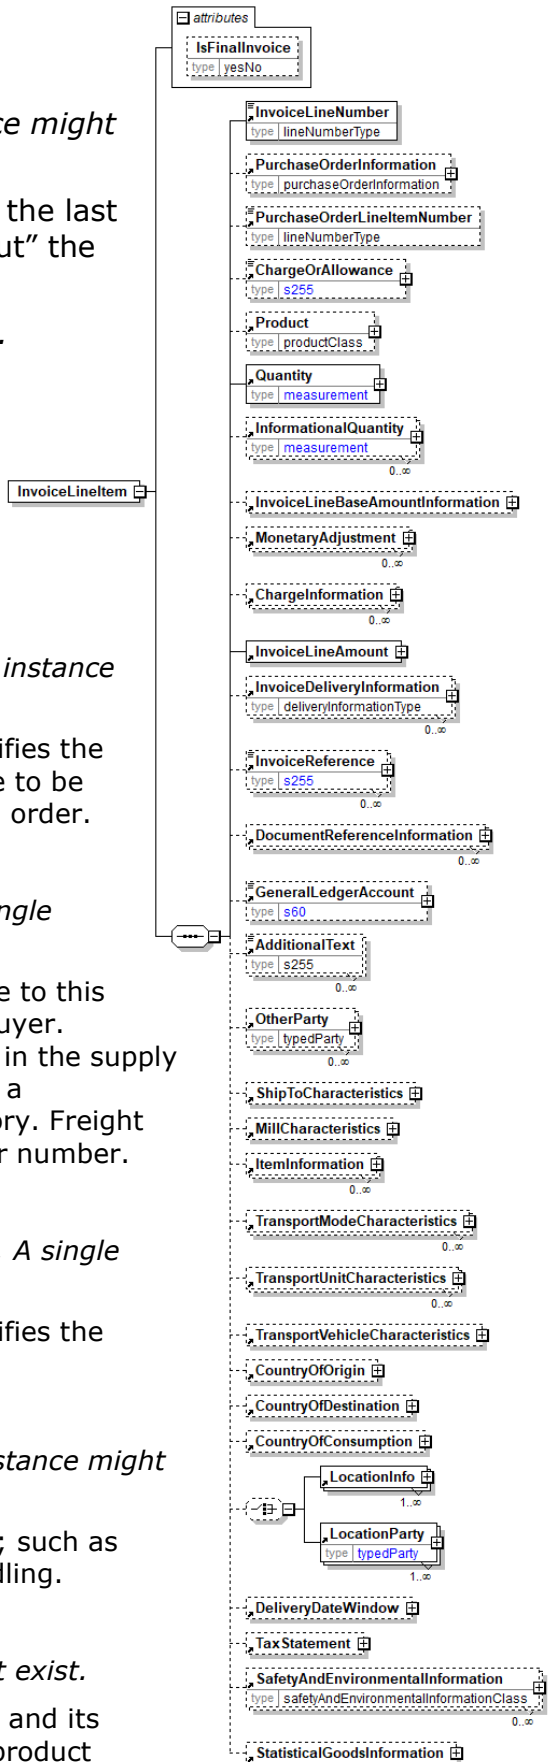 attributes
IsFinalInvoice
type yesNo
ce might
the last
ut” the
.
InvoiceLineNumber
type lineNumberType
PurchaseOrderInformation
type purchaseOrderInformation
PurchaseOrderLineItemNumber
type lineNumberType
ChargeOrAllowance
type s255
Product
type productClass
Quantity
type measurement
InformationalQuantity
type measurement
0..∞
InvoiceLineItem
InvoiceLineBaseAmountInformation
MonetaryAdjustment
0..∞
ChargeInformation
0..∞
InvoiceLineAmount
instance
InvoiceDeliveryInformation
type deliveryInformationType
0..∞
ifies the
e to be
order.
InvoiceReference
type s255
0..∞
DocumentReferenceInformation
0..∞
GeneralLedgerAccount
type s60
ngle
AdditionalText
type s255
0..∞
e to this
uyer.
in the supply
a
ory. Freight
r number.
OtherParty
type typedParty
0..∞
ShipToCharacteristics
MillCharacteristics
ItemInformation
0..∞
TransportModeCharacteristics
0..∞
. A single
TransportUnitCharacteristics
0..∞
ifies the
TransportVehicleCharacteristics
CountryOfOrigin
CountryOfDestination
CountryOfConsumption
stance might
LocationInfo
1..∞
LocationParty
type typedParty
1..∞
; such as
dling.
DeliveryDateWindow
TaxStatement
t exist.
SafetyAndEnvironmentalInformation
type safetyAndEnvironmentalInformationClass
0..∞
and its
product
StatisticalGoodsInformation